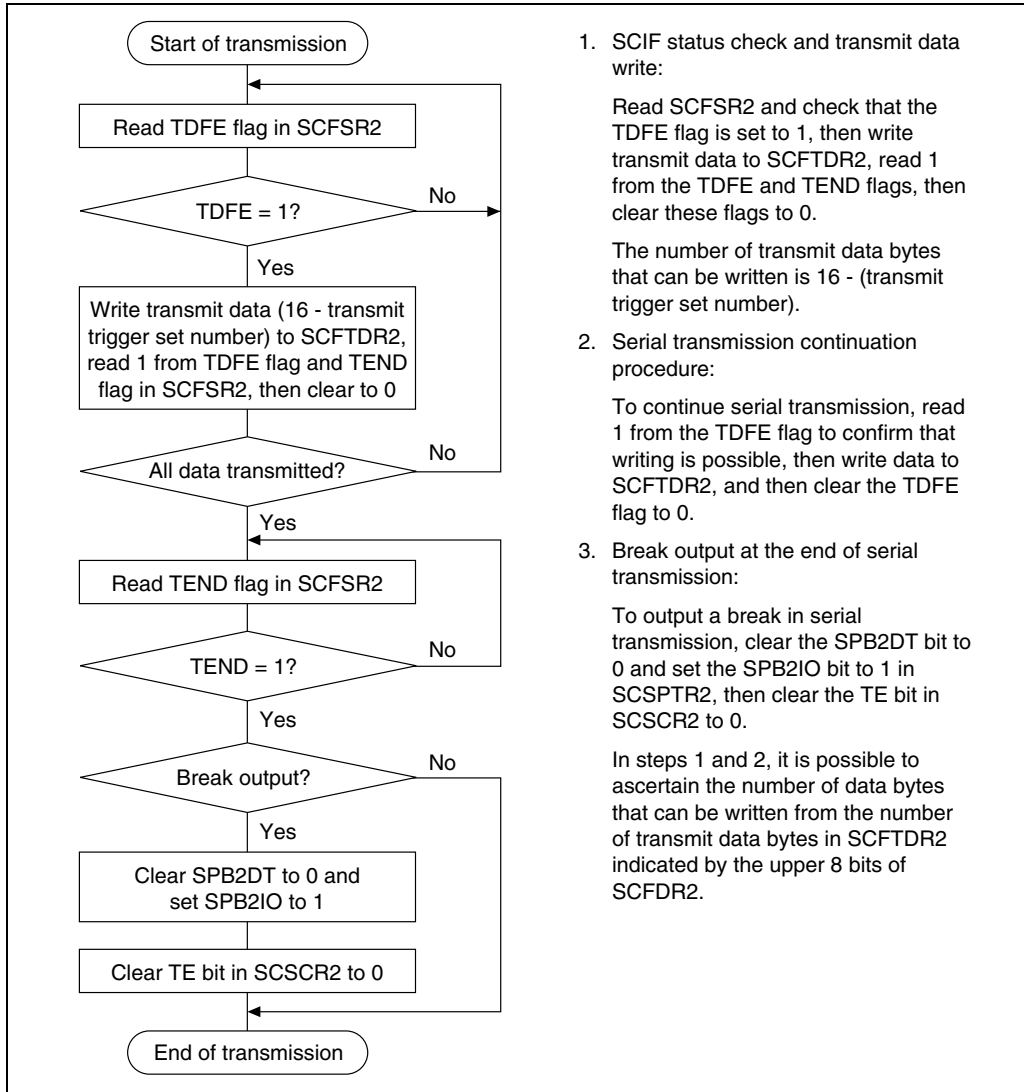 Start of transmission
Read TDFE flag in SCFSR2
TDFE = 1?
No
Yes
Write transmit data (16 - transmit
trigger set number) to SCFTDR2,
read 1 from TDFE flag and TEND
flag in SCFSR2, then clear to 0
All data transmitted?
No
Yes
Read TEND flag in SCFSR2
TEND = 1?
No
Yes
Break output?
No
Yes
Clear SPB2DT to 0 and
set SPB2IO to 1
Clear TE bit in SCSCR2 to 0
End of transmission
1. SCIF status check and transmit data
write:
Read SCFSR2 and check that the
TDFE flag is set to 1, then write
transmit data to SCFTDR2, read 1
from the TDFE and TEND flags, then
clear these flags to 0.
The number of transmit data bytes
that can be written is 16 - (transmit
trigger set number).
2. Serial transmission continuation
procedure:
To continue serial transmission, read
1 from the TDFE flag to confirm that
writing is possible, then write data to
SCFTDR2, and then clear the TDFE
flag to 0.
3. Break output at the end of serial
transmission:
To output a break in serial
transmission, clear the SPB2DT bit to
0 and set the SPB2IO bit to 1 in
SCSPTR2, then clear the TE bit in
SCSCR2 to 0.
In steps 1 and 2, it is possible to
ascertain the number of data bytes
that can be written from the number
of transmit data bytes in SCFTDR2
indicated by the upper 8 bits of
SCFDR2.